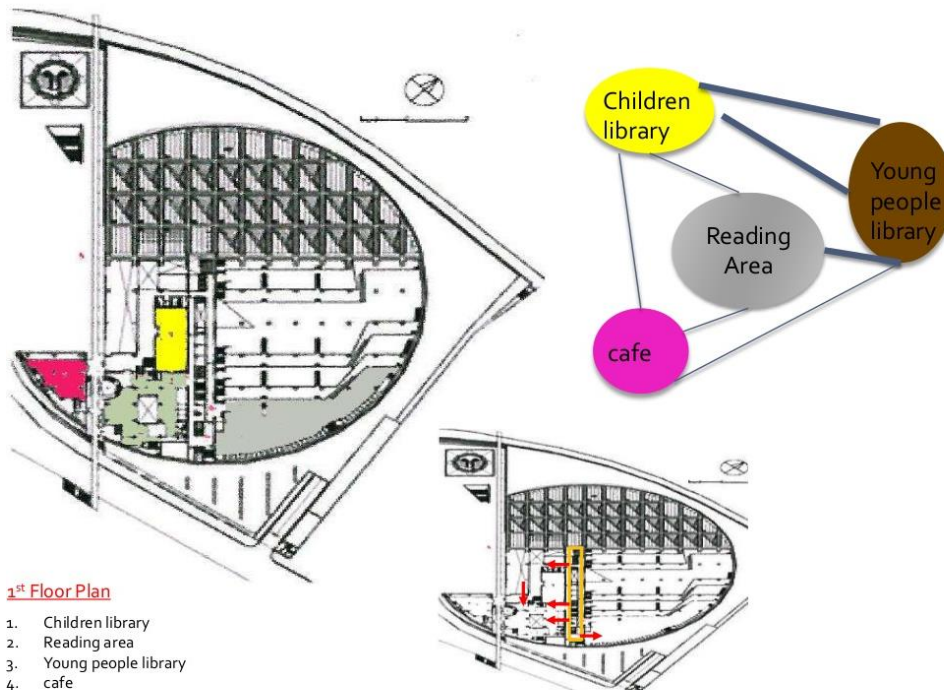 Children
library
Young
people
library
Reading
Area
cafe
1st Floor Plan
1. Children library
2. Reading area
3. Young people library
4. cafe